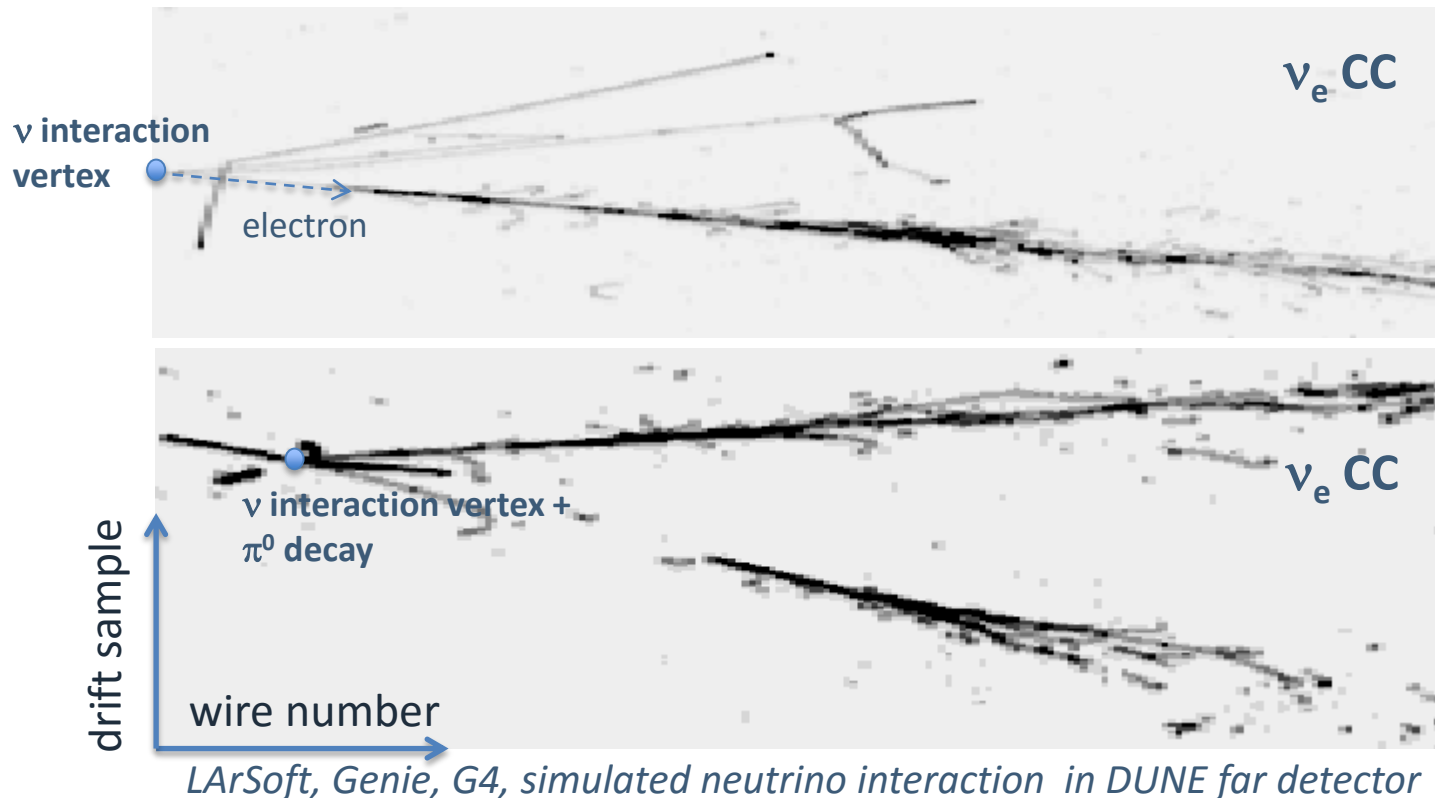 ν interaction
vertex
electron
νe CC
ν interaction vertex +
π⁰ decay
νe CC
drift sample
wire number
LArSoft, Genie, G4, simulated neutrino interaction in DUNE far detector